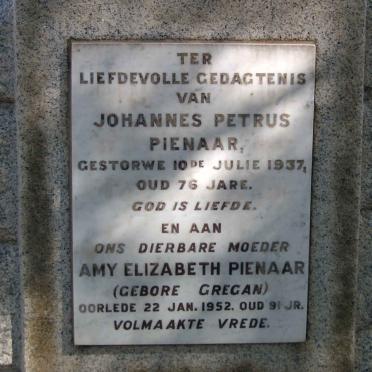 TER
LIEFDEVOLLE GEDAGTENIS
VAN
JOHANNES PETRUS
PIENAAR,
GESTORWE 10DE JULIE 1937,
OUD 76 JARE.
GOD IS LIEFDE.
EN AAN
ONS DIERBARE MOEDER
AMY ELIZABETH PIENAAR
(GEBORE GREGAN)
OORLEDE 22 JAN. 1952. OUD 91 JR.
VOLMAAKTE VREDE.